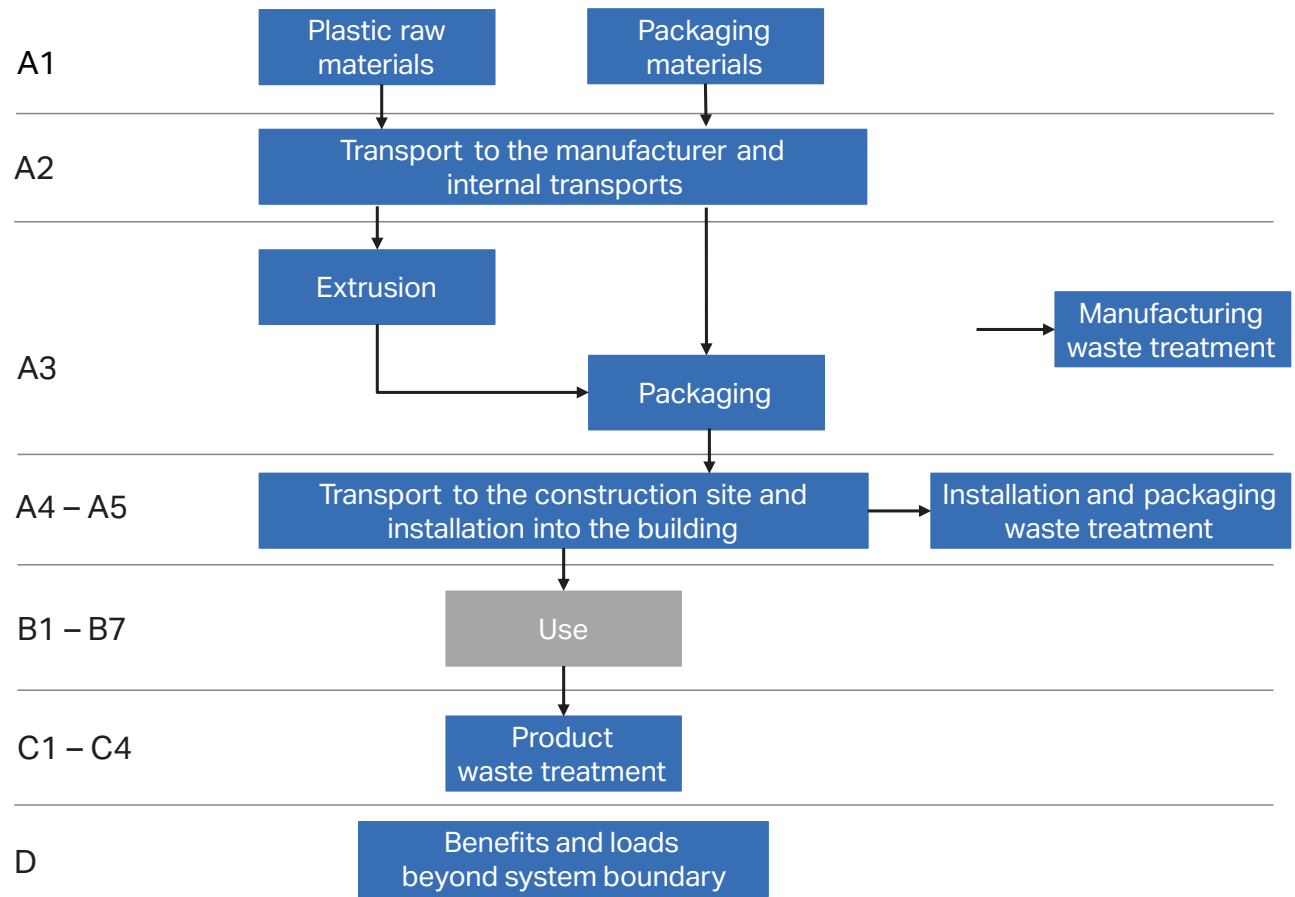 A1
Plastic raw
materials
Packaging
materials
A2
Transport to the manufacturer and
internal transports
A3
Extrusion
Manufacturing
waste treatment
Packaging
A4 – A5
Transport to the construction site and
installation into the building
Installation and packaging
waste treatment
B1 – B7
Use
C1 – C4
Product
waste treatment
D
Benefits and loads
beyond system boundary